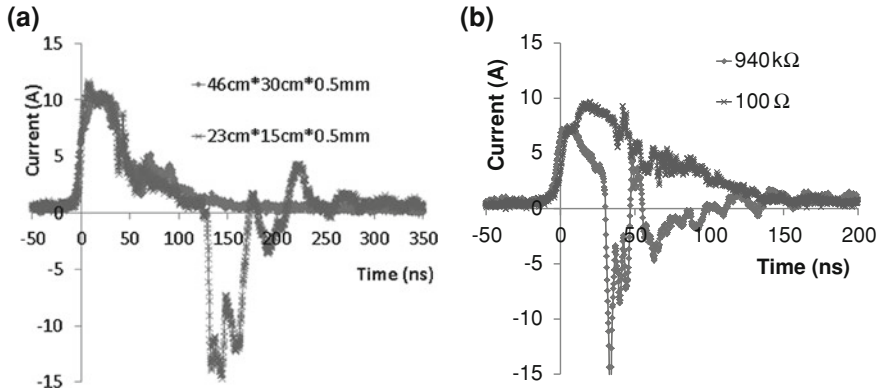 (a)
15
10
5
0
-5
-10
-15
-50 0 50 100 150 200 250 300 350
Current (A)
Time (ns)
46cm*30cm*0.5mm
23cm*15cm*0.5mm
(b)
15
10
5
0
-5
-10
-15
-50 0 50 100 150 200
Current (A)
Time (ns)
940kΩ
100Ω